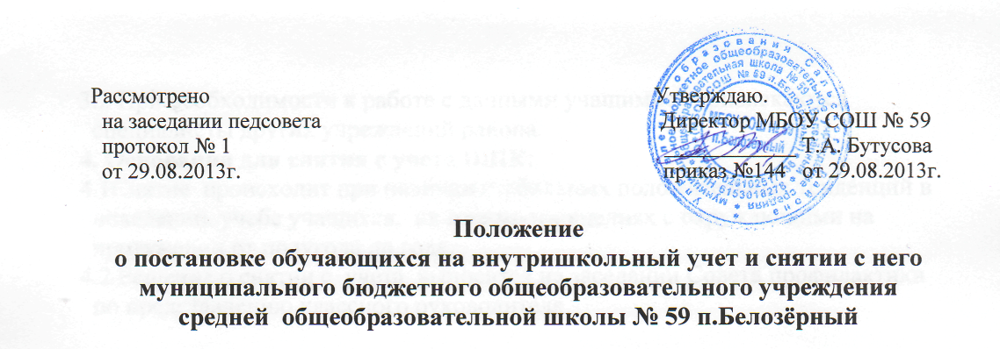 Рассмотрено
на заседании педсовета
протокол № 1
от 29.08.2013г.
Утверждаю
Директор МБОУ СОШ № 59
Т.А. Бутусова
приказ №144 от 29.08.2013г.
Положение
о постановке обучающихся на внутришкольный учет и снятии с него
муниципального бюджетного общеобразовательного учреждения
средней общеобразовательной школы № 59 п.Белозёрный